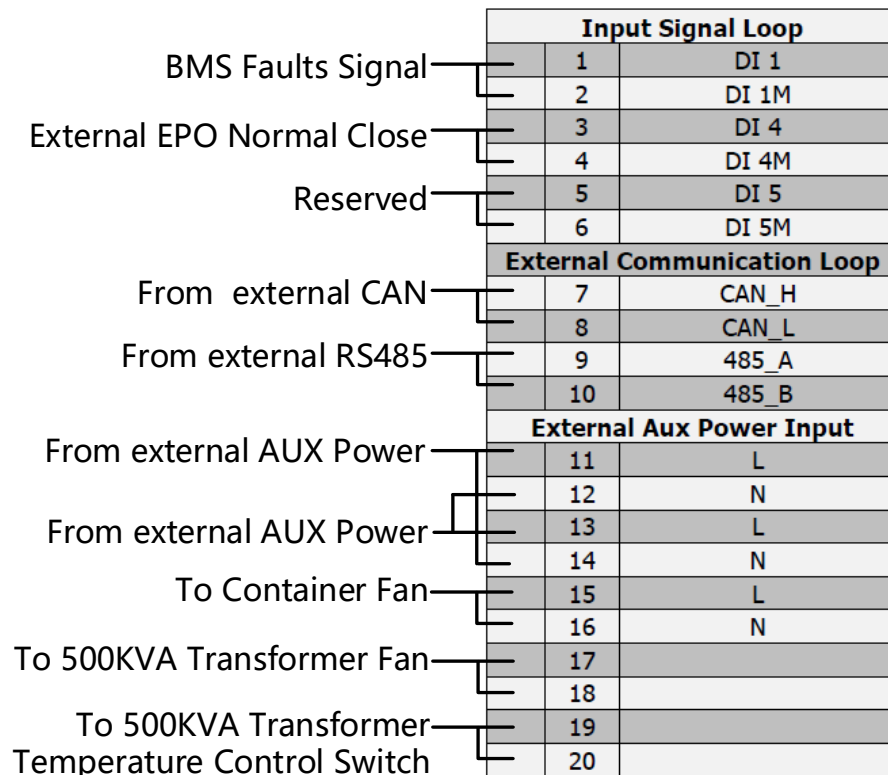 Input Signal Loop
BMS Faults Signal
1 DI 1
2 DI 1M
External EPO Normal Close
3 DI 4
4 DI 4M
Reserved
5 DI 5
6 DI 5M
External Communication Loop
From external CAN
7 CAN_H
8 CAN_L
From external RS485
9 485_A
10 485_B
External Aux Power Input
From external AUX Power
11 L
12 N
From external AUX Power
13 L
14 N
To Container Fan
15 L
16 N
To 500KVA Transformer Fan
17
18
To 500KVA Transformer
Temperature Control Switch
19
20